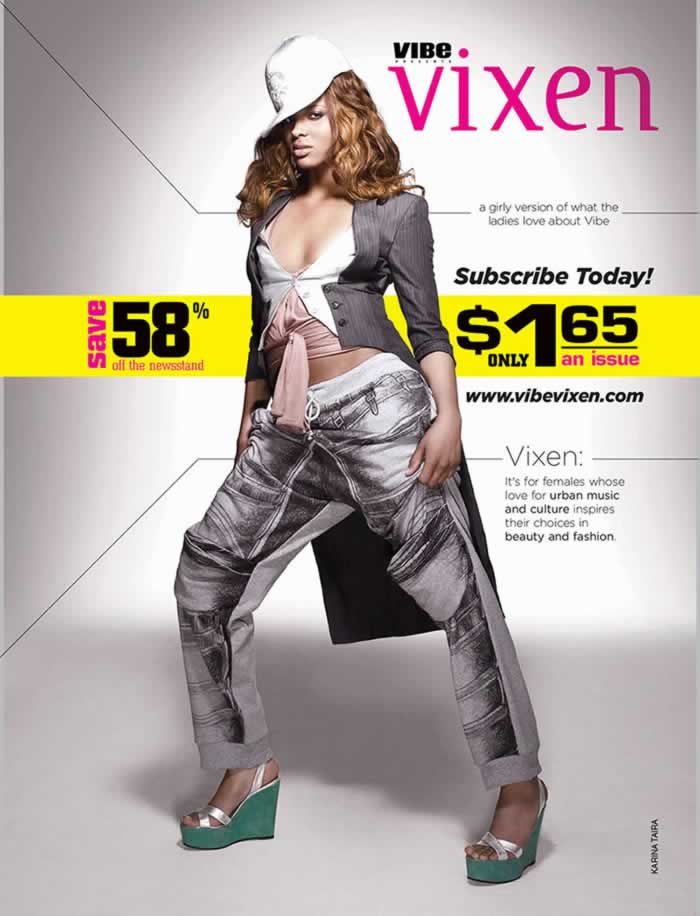 VIBE
PRESENTS
vixen
a girly version of what the
ladies love about Vibe
Subscribe Today!
save 58%
off the newsstand
ONLY $1.65
an issue
www.vibevixen.com
Vixen:
It's for females whose
love for urban music
and culture inspires
their choices in
beauty and fashion.
KARINA TAIRA